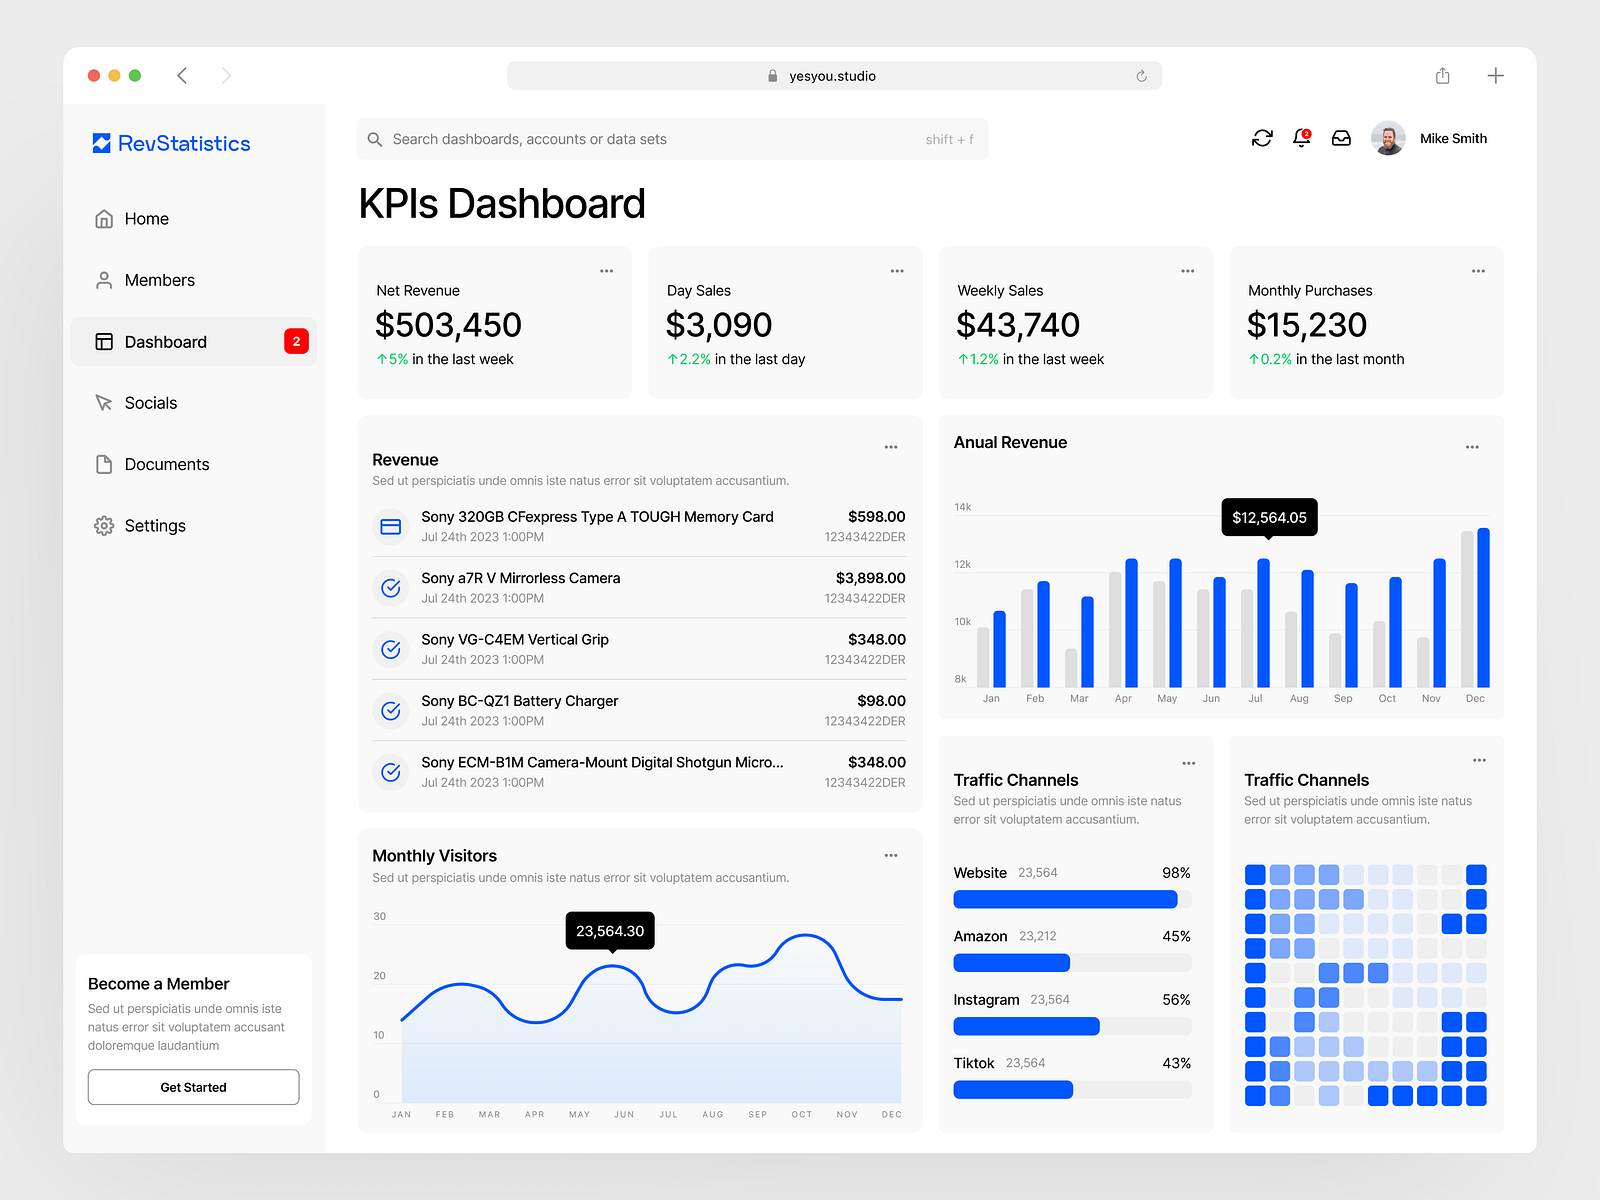 yesyou.studio
RevStatistics
Search dashboards, accounts or data sets shift + f
2
Mike Smith
Home
Members
Dashboard 2
Socials
Documents
Settings
Become a Member
Sed ut perspiciatis unde omnis iste
natus error sit voluptatem accusant
doloremque laudantium
Get Started
KPIs Dashboard
Net Revenue
$503,450
↑5% in the last week
Day Sales
$3,090
↑2.2% in the last day
Weekly Sales
$43,740
↑1.2% in the last week
Monthly Purchases
$15,230
↑0.2% in the last month
Revenue
Sed ut perspiciatis unde omnis iste natus error sit voluptatem accusantium.
Sony 320GB CFexpress Type A TOUGH Memory Card $598.00
Jul 24th 2023 1:00PM 12343422DER
Sony a7R V Mirrorless Camera $3,898.00
Jul 24th 2023 1:00PM 12343422DER
Sony VG-C4EM Vertical Grip $348.00
Jul 24th 2023 1:00PM 12343422DER
Sony BC-QZ1 Battery Charger $98.00
Jul 24th 2023 1:00PM 12343422DER
Sony ECM-B1M Camera-Mount Digital Shotgun Micro... $348.00
Jul 24th 2023 1:00PM 12343422DER
Anual Revenue
14k
$12,564.05
12k
10k
8k
Jan Feb Mar Apr May Jun Jul Aug Sep Oct Nov Dec
Monthly Visitors
Sed ut perspiciatis unde omnis iste natus error sit voluptatem accusantium.
30
23,564.30
20
10
0
JAN FEB MAR APR MAY JUN JUL AUG SEP OCT NOV DEC
Traffic Channels
Sed ut perspiciatis unde omnis iste natus
error sit voluptatem accusantium.
Website 23,564 98%
Amazon 23,212 45%
Instagram 23,564 56%
Tiktok 23,564 43%
Traffic Channels
Sed ut perspiciatis unde omnis iste natus
error sit voluptatem accusantium.